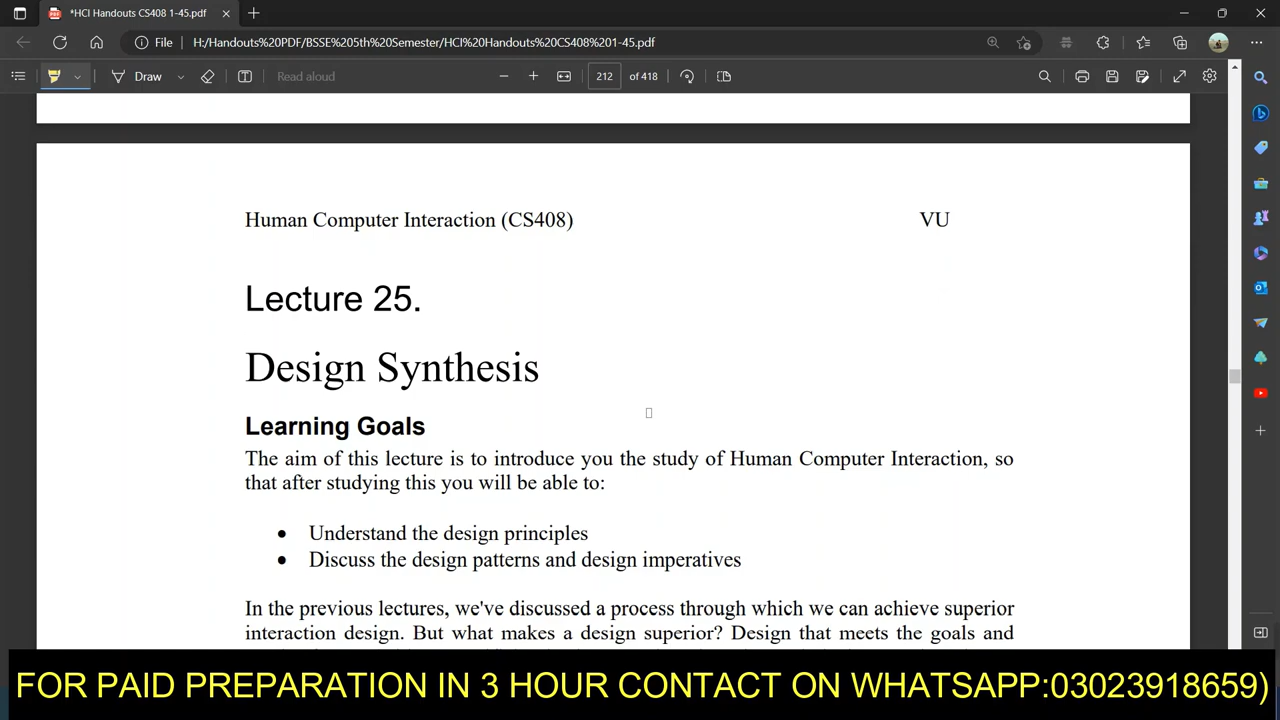 *HCI Handouts CS408 1-45.pdf
File H:/Handouts%20PDF/BSSE%205th%20Semester/HCI%20Handouts%20CS408%201-45.pdf
Draw Read aloud 212 of 418
Human Computer Interaction (CS408) VU
Lecture 25.
Design Synthesis
Learning Goals
The aim of this lecture is to introduce you the study of Human Computer Interaction, so
that after studying this you will be able to:
• Understand the design principles
• Discuss the design patterns and design imperatives
In the previous lectures, we've discussed a process through which we can achieve superior
interaction design. But what makes a design superior? Design that meets the goals and
FOR PAID PREPARATION IN 3 HOUR CONTACT ON WHATSAPP:03023918659)